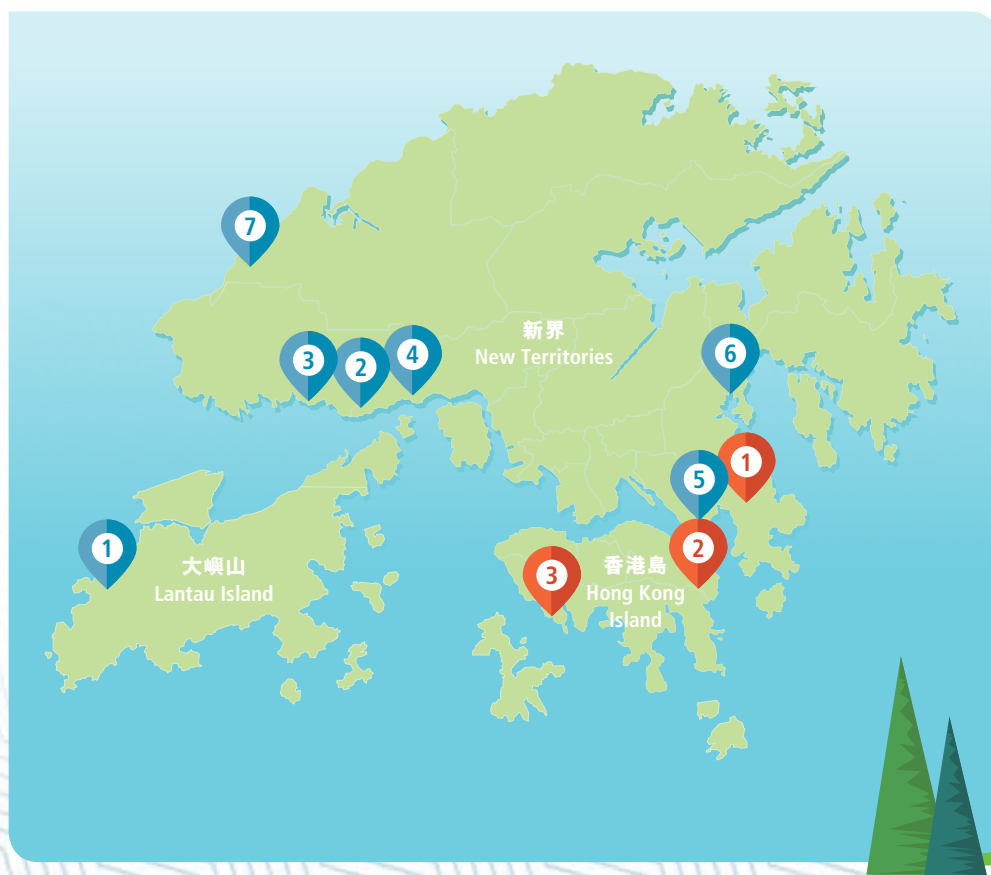 7
3
2
4
新界
New Territories
6
1
5
1
大嶼山
Lantau Island
2
3
香港島
Hong Kong
Island